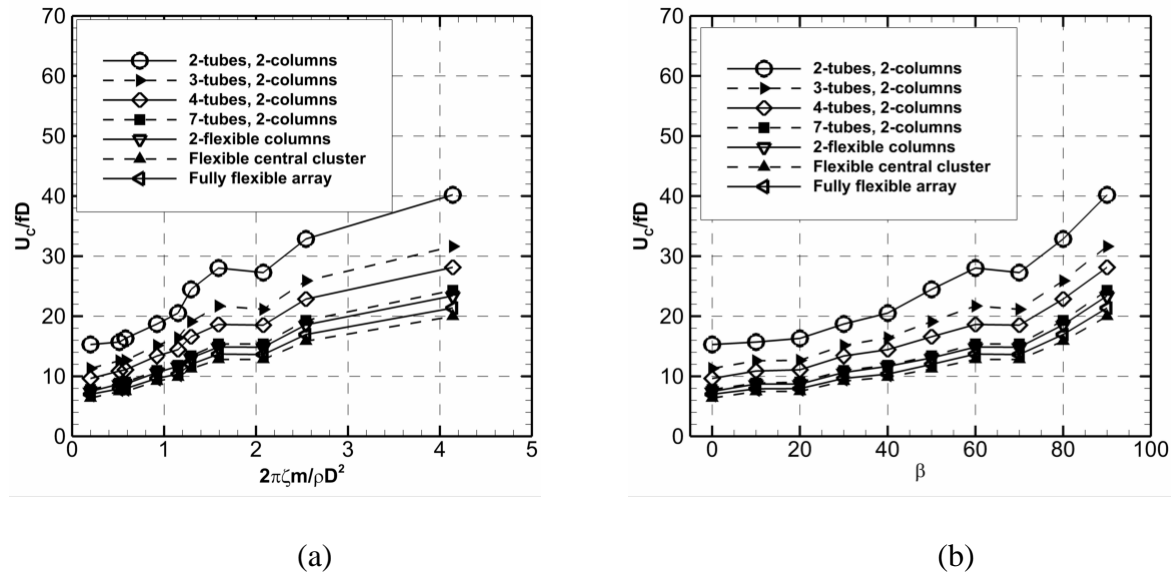 70
60
50
40
30
20
10
0
U_c/fD
2-tubes, 2-columns
3-tubes, 2-columns
4-tubes, 2-columns
7-tubes, 2-columns
2-flexible columns
Flexible central cluster
Fully flexible array
0 1 2 3 4 5
2πζm/ρD²
(a)
70
60
50
40
30
20
10
0
U_c/fD
2-tubes, 2-columns
3-tubes, 2-columns
4-tubes, 2-columns
7-tubes, 2-columns
2-flexible columns
Flexible central cluster
Fully flexible array
0 20 40 60 80 100
β
(b)